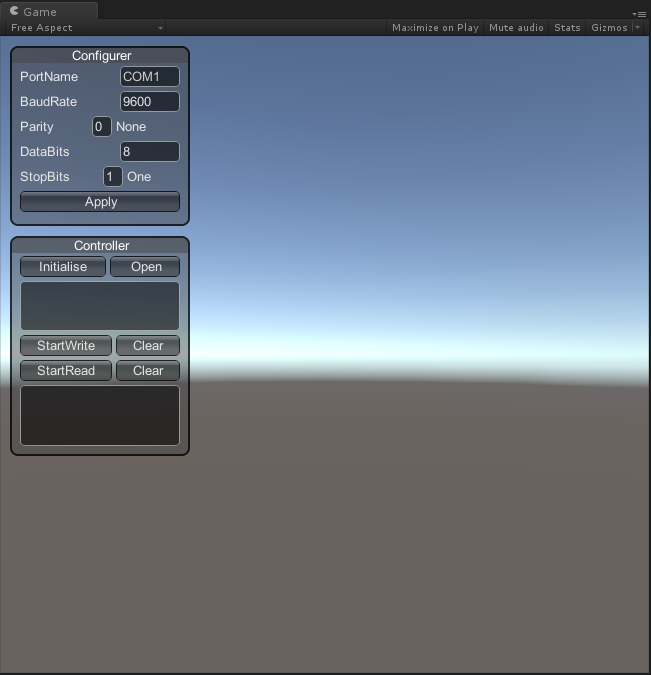 Game
Free Aspect Maximize on Play Mute audio Stats Gizmos
Configurer
PortName COM1
BaudRate 9600
Parity 0 None
DataBits 8
StopBits 1 One
Apply
Controller
Initialise Open
StartWrite Clear
StartRead Clear